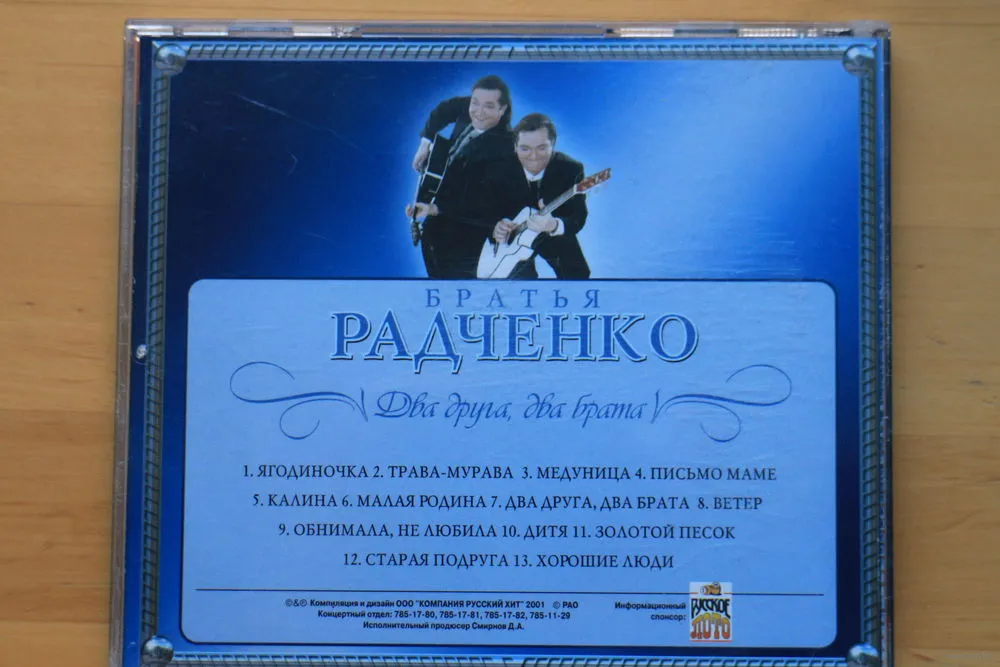 БРАТЬЯ
РАДЧЕНКО
Два друга, два брата
1. ЯГОДИНОЧКА 2. ТРАВА-МУРАВА 3. МЕДУНИЦА 4. ПИСЬМО МАМЕ
5. КАЛИНА 6. МАЛАЯ РОДИНА 7. ДВА ДРУГА, ДВА БРАТА 8. ВЕТЕР
9. ОБНИМАЛА, НЕ ЛЮБИЛА 10. ДИТЯ 11. ЗОЛОТОЙ ПЕСОК
12. СТАРАЯ ПОДРУГА 13. ХОРОШИЕ ЛЮДИ
©&℗ Компиляция и дизайн ООО "КОМПАНИЯ РУССКИЙ ХИТ" 2001 © РАО
Концертный отдел: 785-17-80, 785-17-81, 785-17-82, 785-11-29
Исполнительный продюсер Смирнов Д.А.
Информационный
спонсор:
РУССКОЕ
ЛОТО